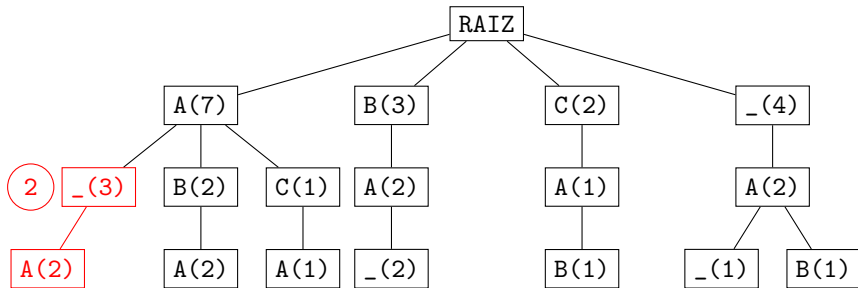 RAIZ
A(7) B(3) C(2) _(4)
2 _(3) B(2) C(1) A(2) A(1) A(2)
A(2) A(2) A(1) _(2) B(1) _(1) B(1)